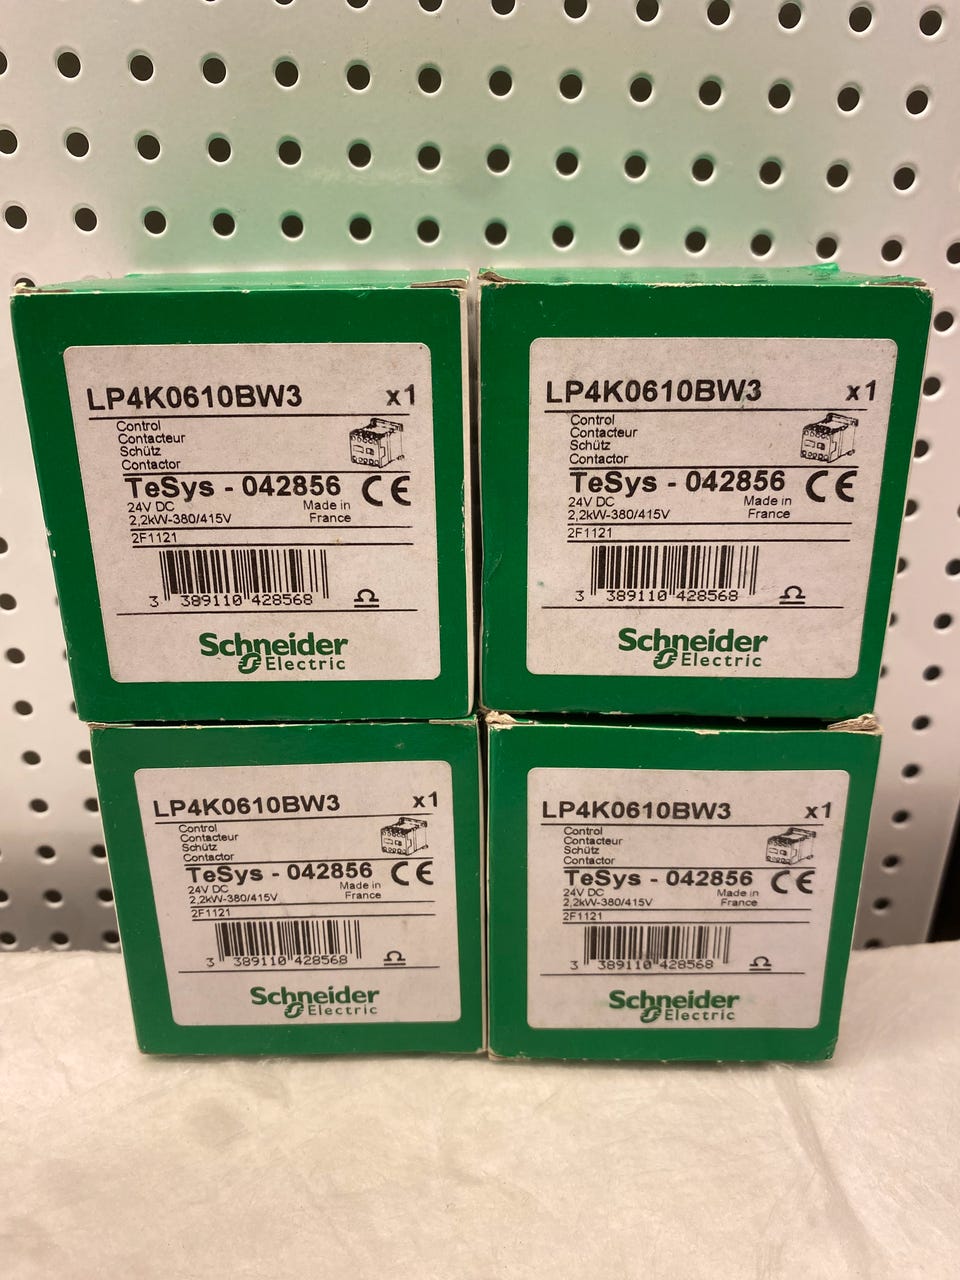 LP4K0610BW3 x1
Control
Contacteur
Schütz
Contactor
TeSys - 042856 CE
24V DC Made in
2,2kW-380/415V France
2F1121
3 389110 428568
Schneider
Electric
LP4K0610BW3 x1
Control
Contacteur
Schütz
Contactor
TeSys - 042856 CE
24V DC Made in
2,2kW-380/415V France
2F1121
3 389110 428568
Schneider
Electric
LP4K0610BW3 x1
Control
Contacteur
Schütz
Contactor
TeSys - 042856 CE
24V DC Made in
2,2kW-380/415V France
2F1121
3 389110 428568
Schneider
Electric
LP4K0610BW3 x1
Control
Contacteur
Schütz
Contactor
TeSys - 042856 CE
24V DC Made in
2,2kW-380/415V France
2F1121
3 389110 428568
Schneider
Electric